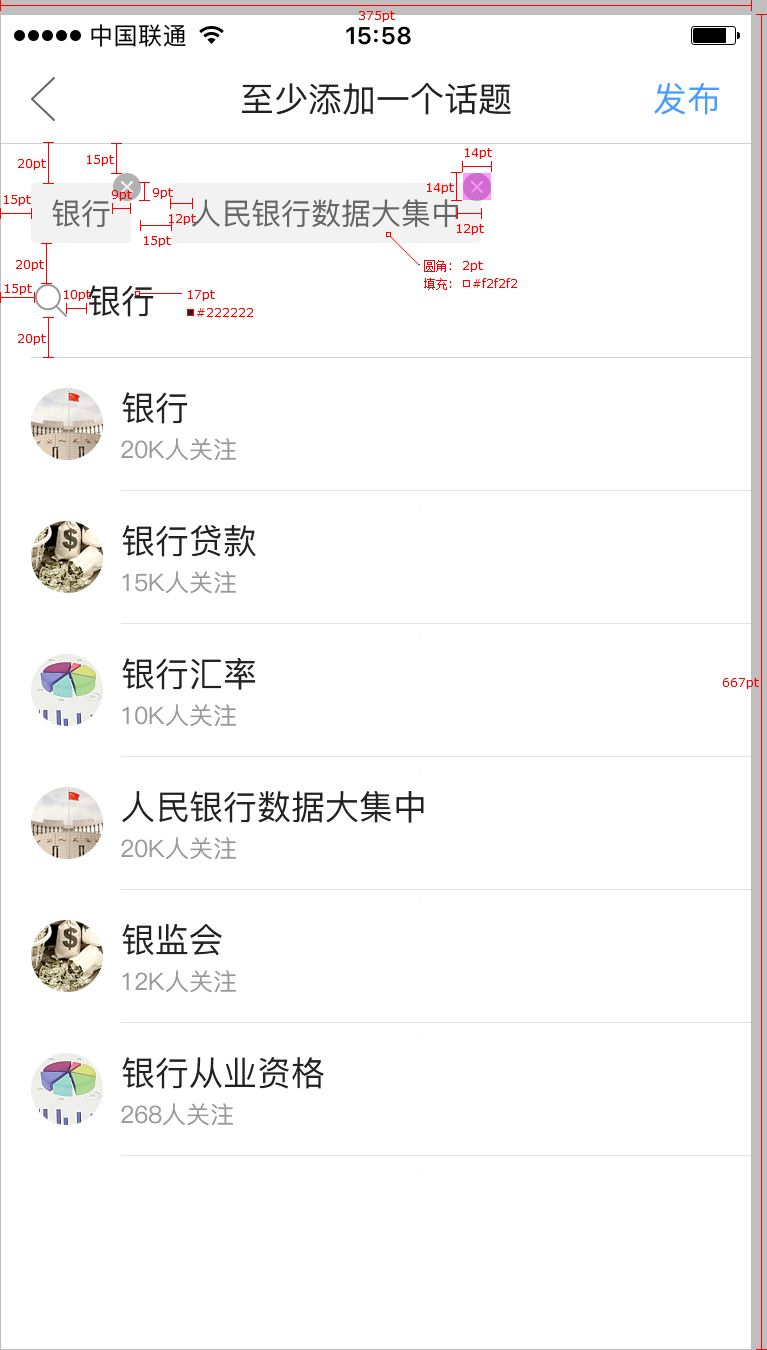 375pt
中国联通 15:58
至少添加一个话题 发布
20pt 15pt 14pt
15pt 9pt 9pt 14pt
银行 人民银行数据大集中
12pt 15pt 12pt
20pt 圆角: 2pt
填充: #f2f2f2
15pt 10pt 银行 17pt
#222222
20pt
银行
20K人关注
银行贷款
15K人关注
银行汇率
10K人关注
667pt
人民银行数据大集中
20K人关注
银监会
12K人关注
银行从业资格
268人关注